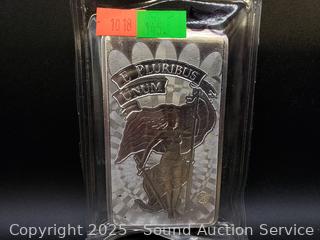 1018
E PLURIBUS
UNUM
Copyright © 2025 - Sound Auction Service